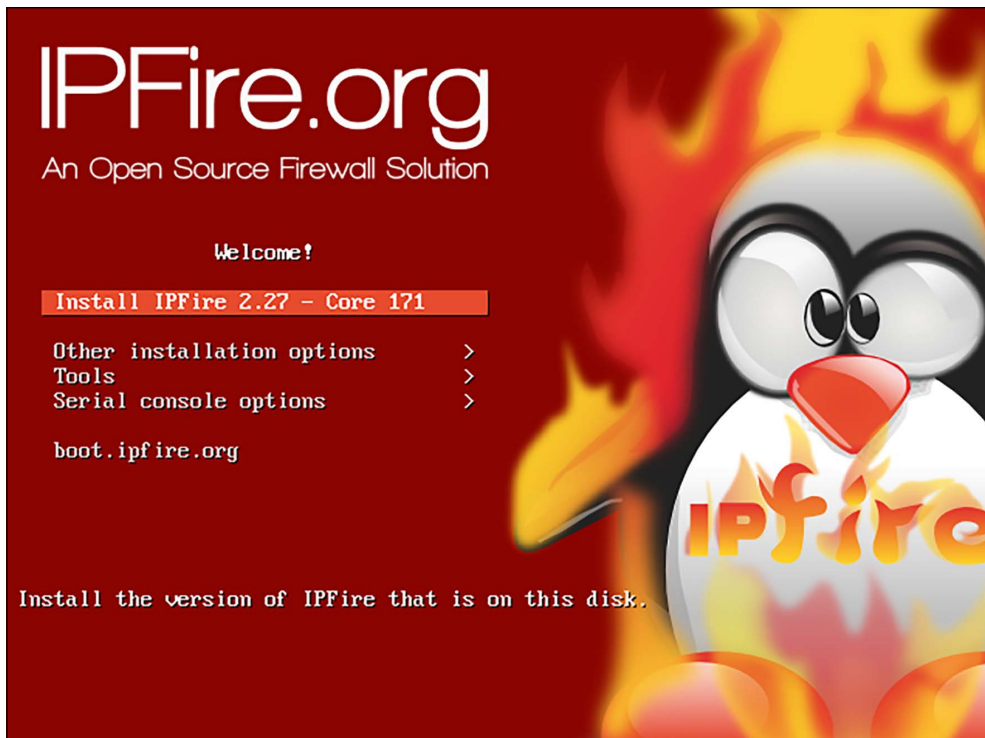 IPFire.org
An Open Source Firewall Solution
Welcome!
Install IPFire 2.27 - Core 171
Other installation options >
Tools >
Serial console options >
boot.ipfire.org
IPfire
Install the version of IPFire that is on this disk.